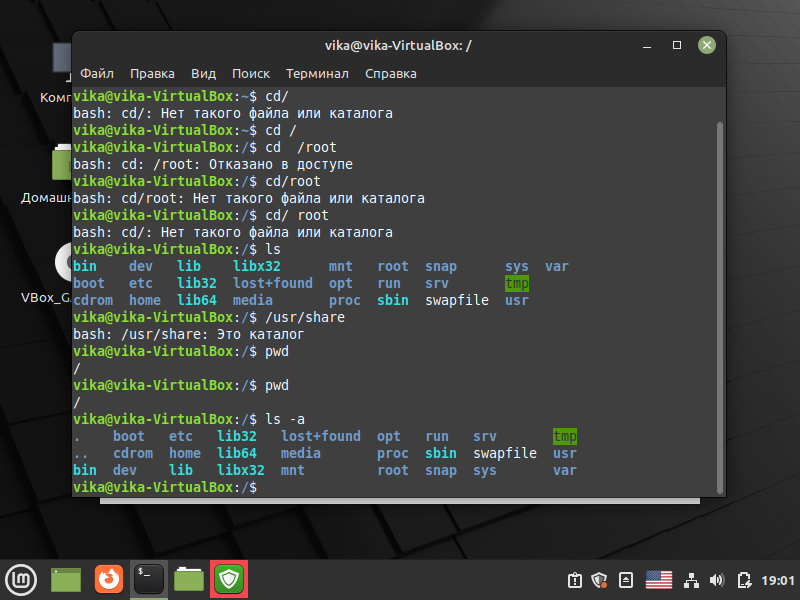 vika@vika-VirtualBox: /
Файл Правка Вид Поиск Терминал Справка
vika@vika-VirtualBox:~$ cd/
bash: cd/: Нет такого файла или каталога
vika@vika-VirtualBox:~$ cd /
vika@vika-VirtualBox:/$ cd  /root
bash: cd: /root: Отказано в доступе
vika@vika-VirtualBox:/$ cd/root
bash: cd/root: Нет такого файла или каталога
vika@vika-VirtualBox:/$ cd/ root
bash: cd/: Нет такого файла или каталога
vika@vika-VirtualBox:/$ ls
bin    dev   lib    libx32      mnt   root  snap      sys  var
boot   etc   lib32  lost+found  opt   run   srv       tmp
cdrom  home  lib64  media       proc  sbin  swapfile  usr
vika@vika-VirtualBox:/$ /usr/share
bash: /usr/share: Это каталог
vika@vika-VirtualBox:/$ pwd
/
vika@vika-VirtualBox:/$ pwd
/
vika@vika-VirtualBox:/$ ls -a
.    boot   etc   lib32   lost+found  opt   run   srv       tmp
..   cdrom  home  lib64   media       proc  sbin  swapfile  usr
bin  dev    lib   libx32  mnt         root  snap  sys       var
vika@vika-VirtualBox:/$
VBox_G
$_
19:01